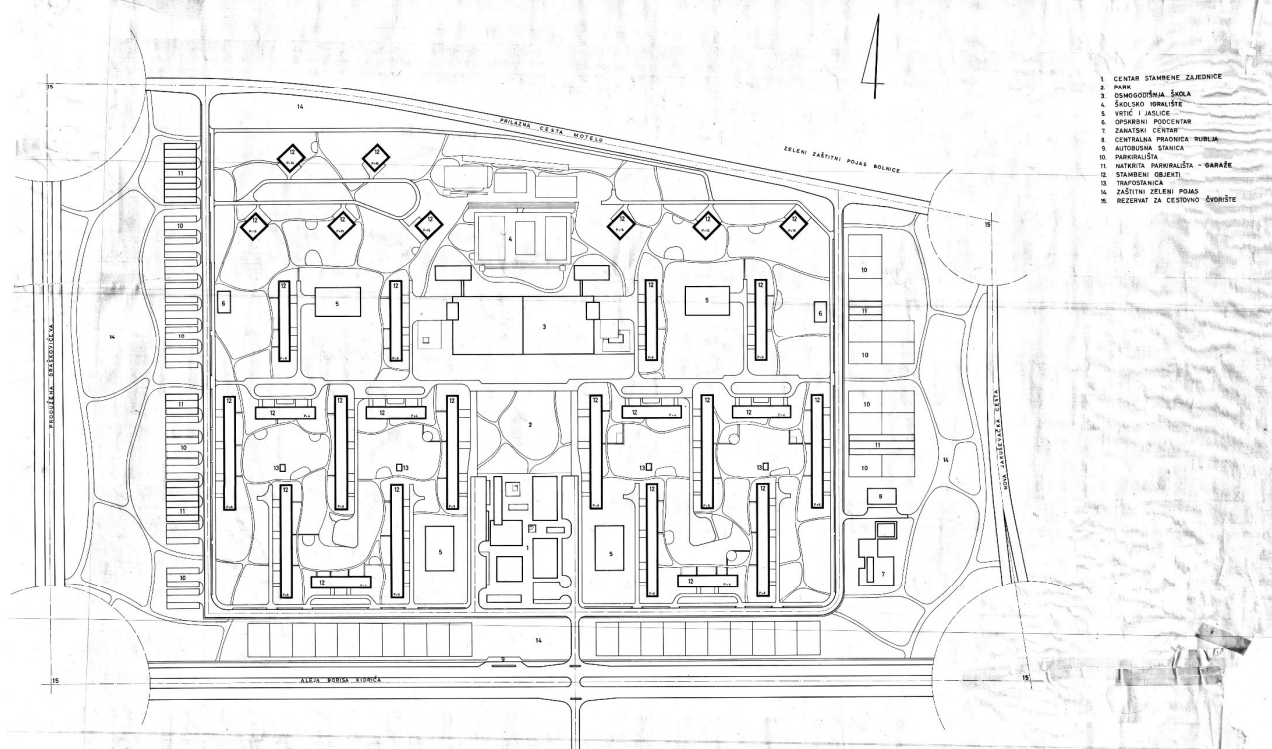 1. CENTAR STAMBENE ZAJEDNICE
2. PARK
3. OSMOGODIŠNJA ŠKOLA
4. ŠKOLSKO IGRALIŠTE
5. VRTIĆ I JASLICE
6. OPSKRBNI PODCENTAR
7. ZANATSKI CENTAR
8. CENTRALNA PRAONICA RUBLJA
9. AUTOBUSNA STANICA
10. PARKIRALIŠTA
11. NATKRITA PARKIRALIŠTA - GARAŽE
12. STAMBENI OBJEKTI
13. TRAFOSTANICA
14. ZAŠTITNI ZELENI POJAS
15. REZERVAT ZA CESTOVNO ČVORIŠTE
PRILAZNA CESTA MOTELU
ZELENI ZAŠTITNI POJAS BOLNICE
PRODUŽENA DRAŠKOVIĆEVA
NOVA JAKUŠEVAČKA CESTA
ALEJA BORISA KIDRIČA